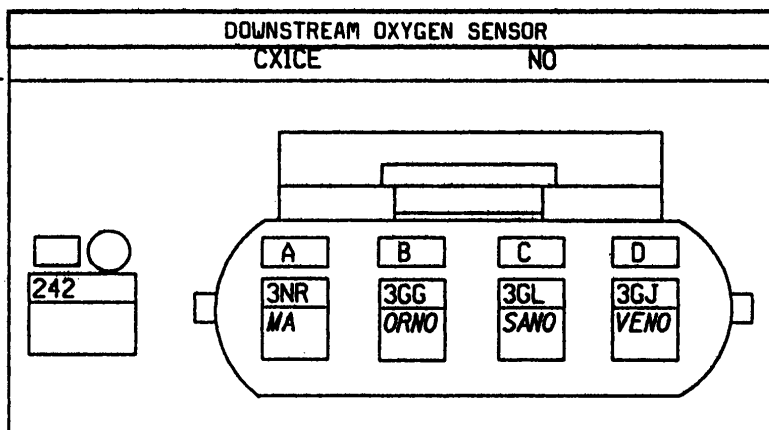 DOWNSTREAM OXYGEN SENSOR
CXICE NO
A B C D
242 3NR 3GG 3GL 3GJ
MA ORNO SANO VENO